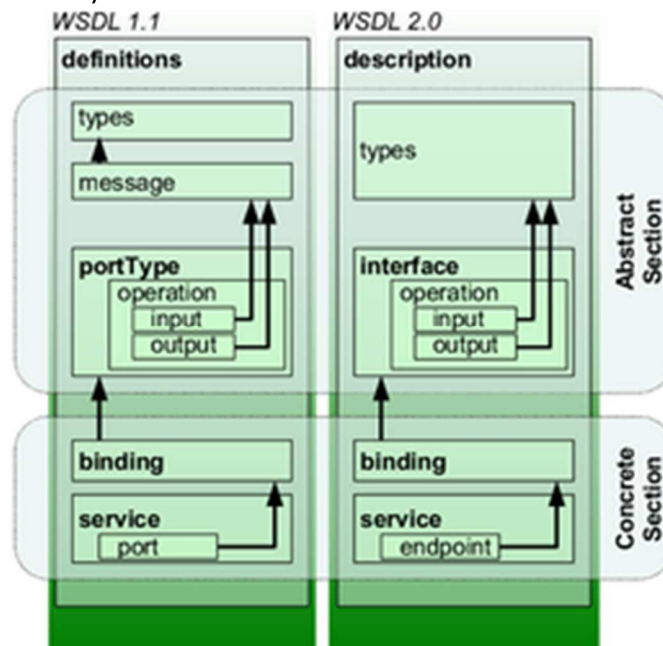 WSDL 1.1
definitions
types
message
portType
operation
input
output
binding
service
port
WSDL 2.0
description
types
interface
operation
input
output
binding
service
endpoint
Abstract
Section
Concrete
Section